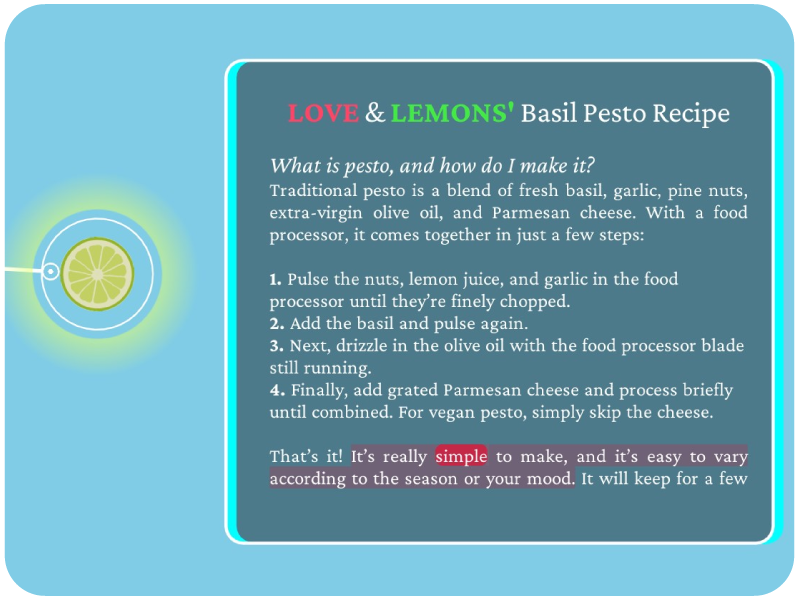 LOVE & LEMONS' Basil Pesto Recipe
What is pesto, and how do I make it?
Traditional pesto is a blend of fresh basil, garlic, pine nuts,
extra-virgin olive oil, and Parmesan cheese. With a food
processor, it comes together in just a few steps:
1. Pulse the nuts, lemon juice, and garlic in the food
processor until they’re finely chopped.
2. Add the basil and pulse again.
3. Next, drizzle in the olive oil with the food processor blade
still running.
4. Finally, add grated Parmesan cheese and process briefly
until combined. For vegan pesto, simply skip the cheese.
That’s it! It’s really simple to make, and it’s easy to vary
according to the season or your mood. It will keep for a few